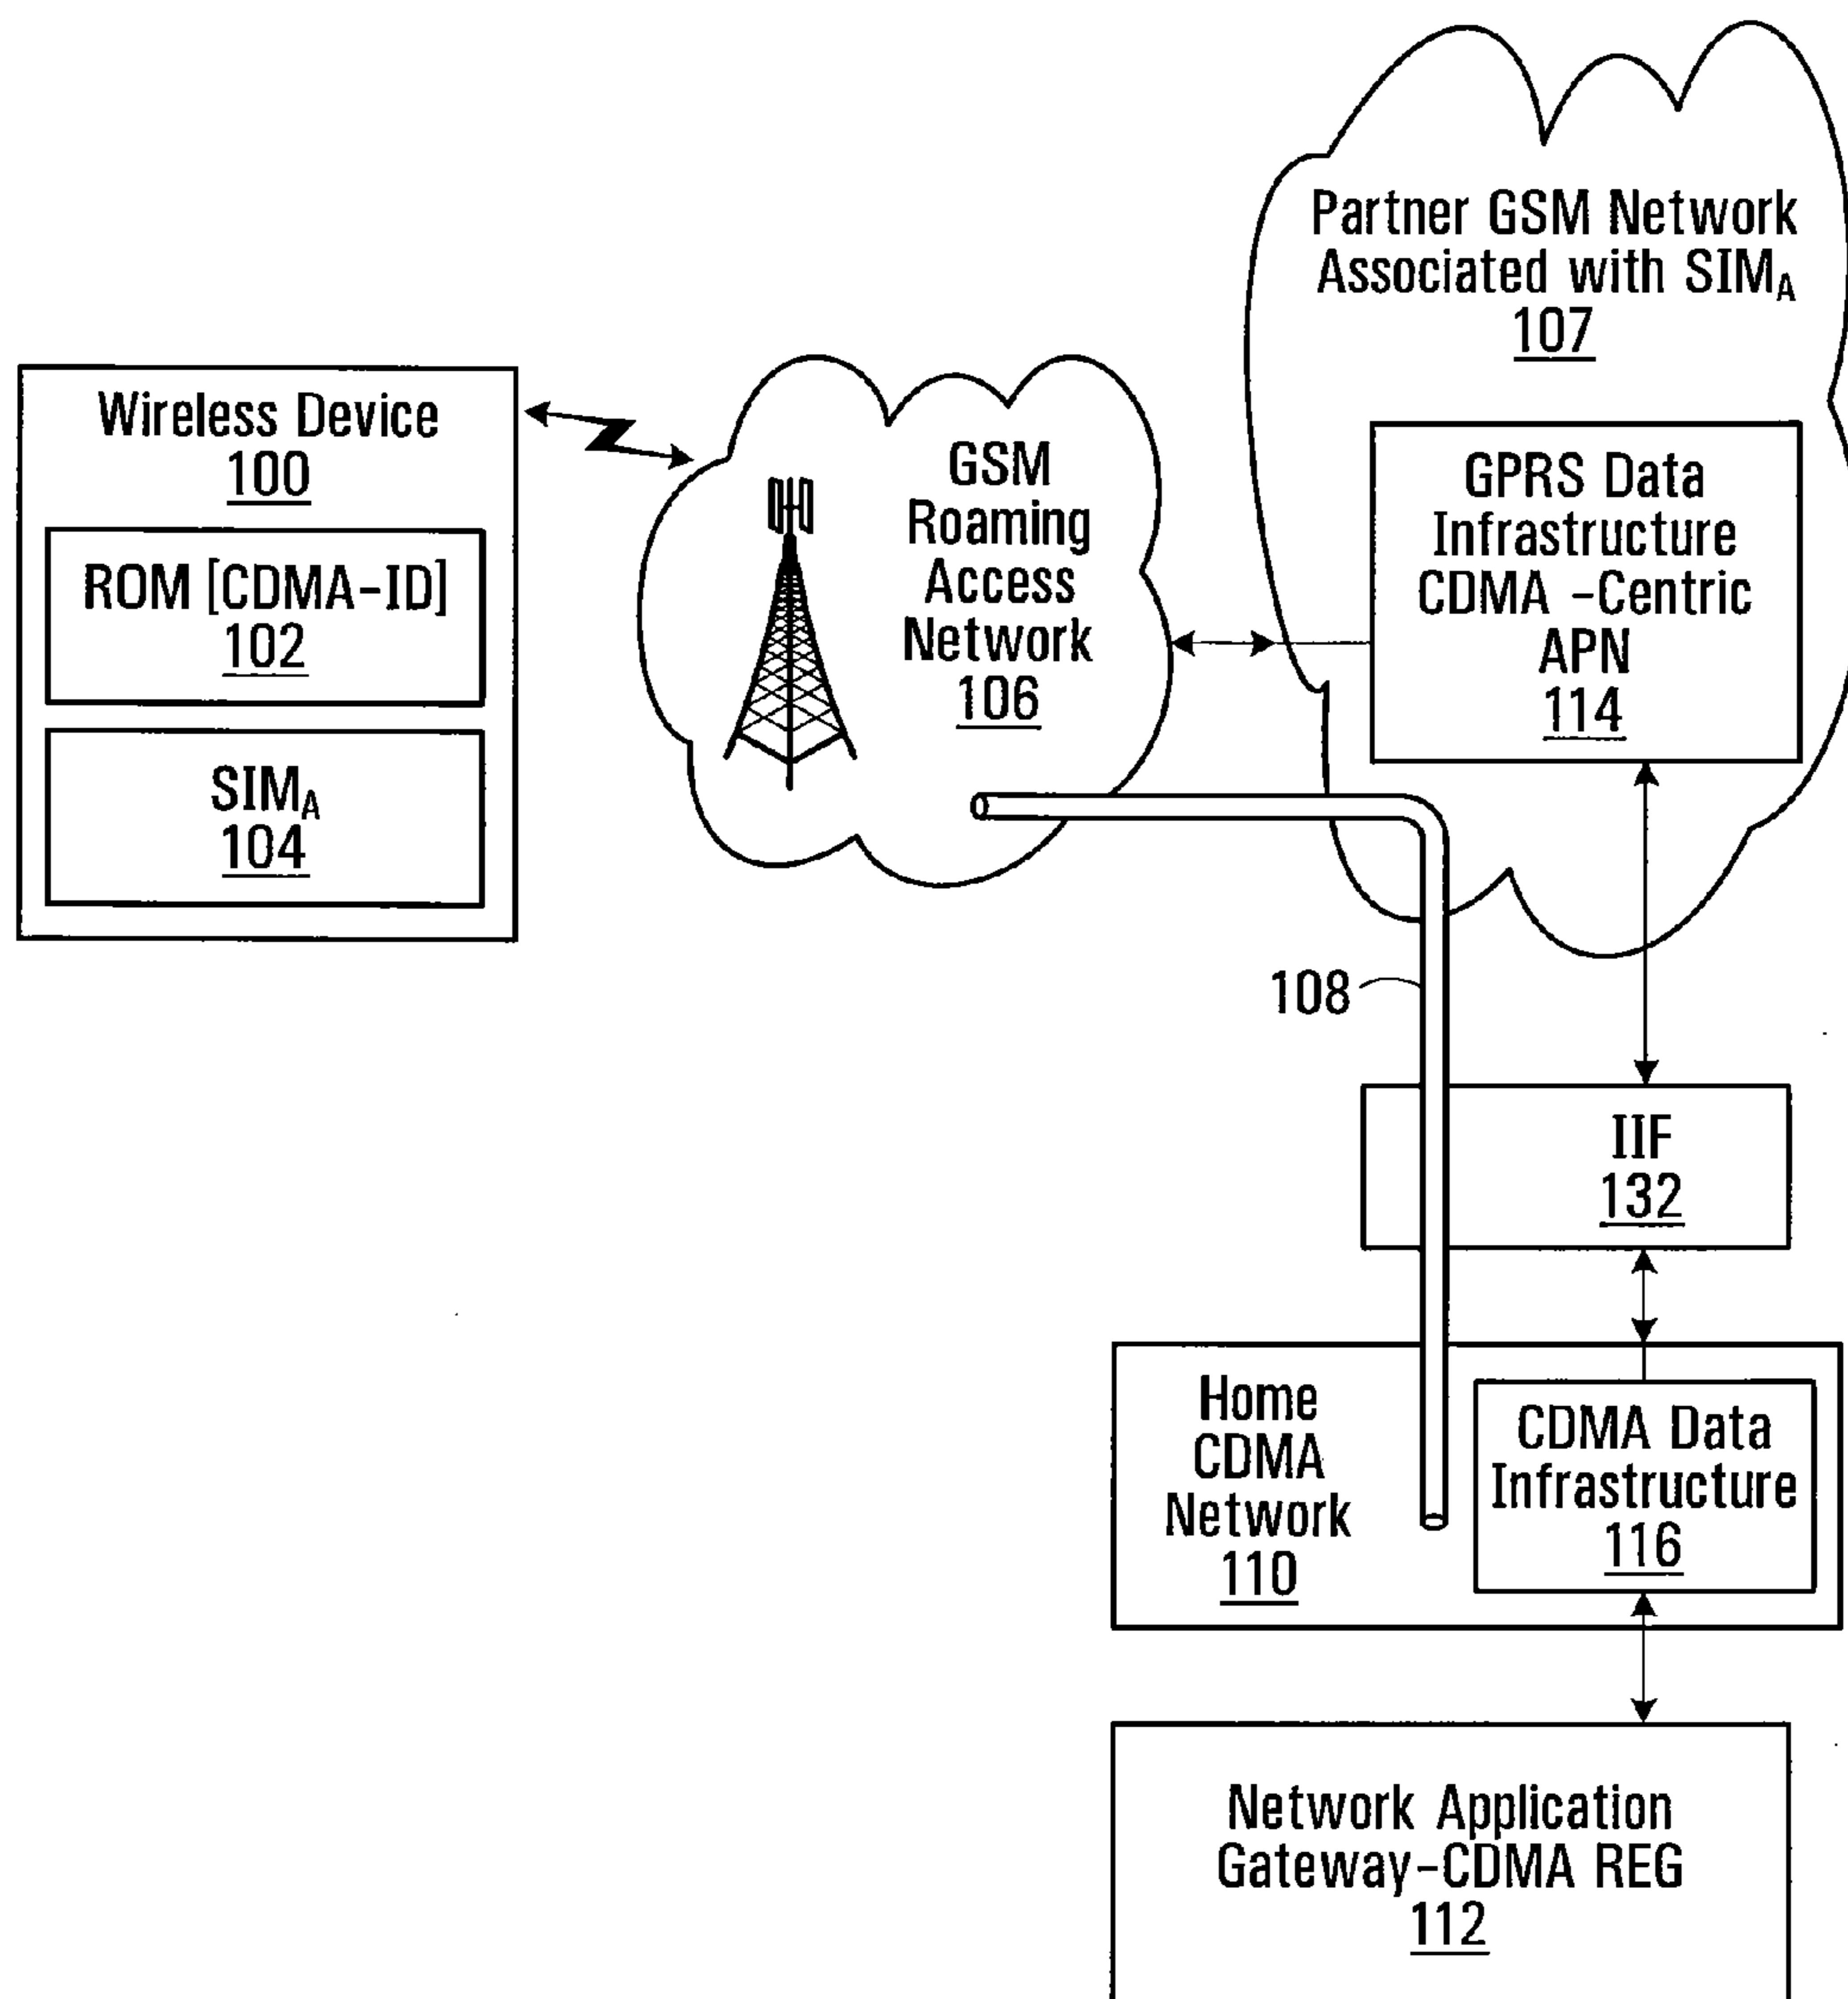 Partner GSM Network
Associated with SIMA
107
Wireless Device
100
ROM [CDMA-ID]
102
SIMA
104
GSM
Roaming
Access
Network
106
GPRS Data
Infrastructure
CDMA -Centric
APN
114
108
IIF
132
Home
CDMA
Network
110
CDMA Data
Infrastructure
116
Network Application
Gateway-CDMA REG
112